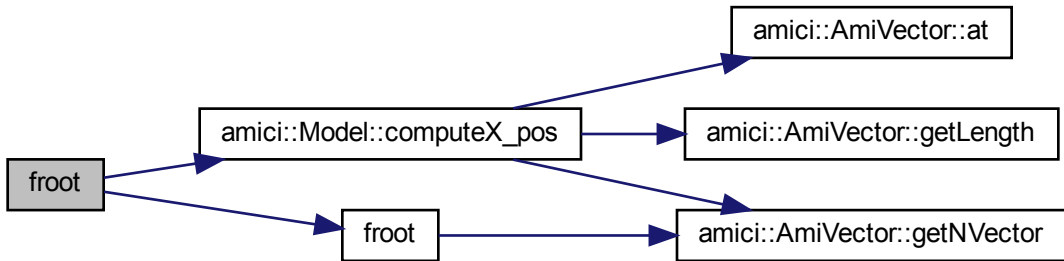 froot
amici::Model::computeX_pos
froot
amici::AmiVector::at
amici::AmiVector::getLength
amici::AmiVector::getNVector